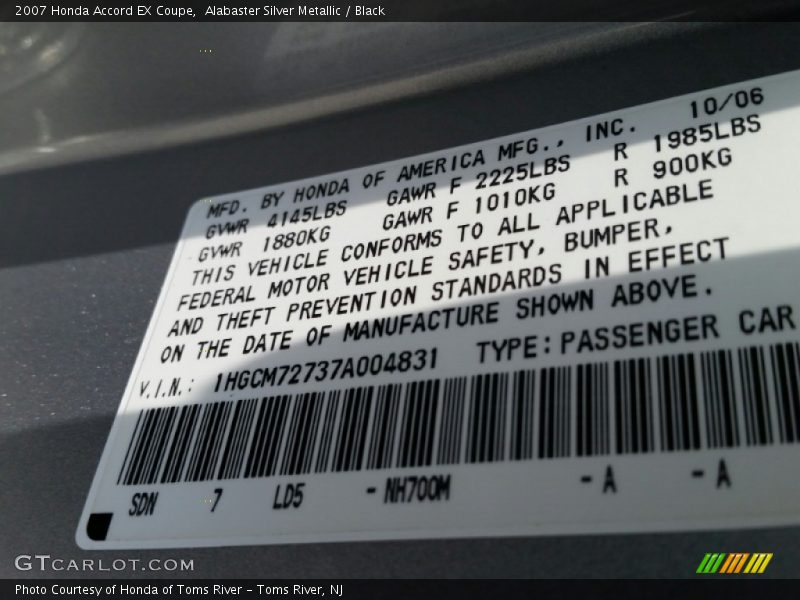 2007 Honda Accord EX Coupe, Alabaster Silver Metallic / Black
MFD. BY HONDA OF AMERICA MFG., INC. 10/06
GVWR 4145LBS GAWR F 2225LBS R 1985LBS
GVWR 1880KG GAWR F 1010KG R 900KG
THIS VEHICLE CONFORMS TO ALL APPLICABLE
FEDERAL MOTOR VEHICLE SAFETY, BUMPER,
AND THEFT PREVENTION STANDARDS IN EFFECT
ON THE DATE OF MANUFACTURE SHOWN ABOVE.
V.I.N.: 1HGCM72737A004831 TYPE:PASSENGER CAR
SDN 7 LD5 -NH700M -A -A
GTCARLOT.COM
Photo Courtesy of Honda of Toms River – Toms River, NJ